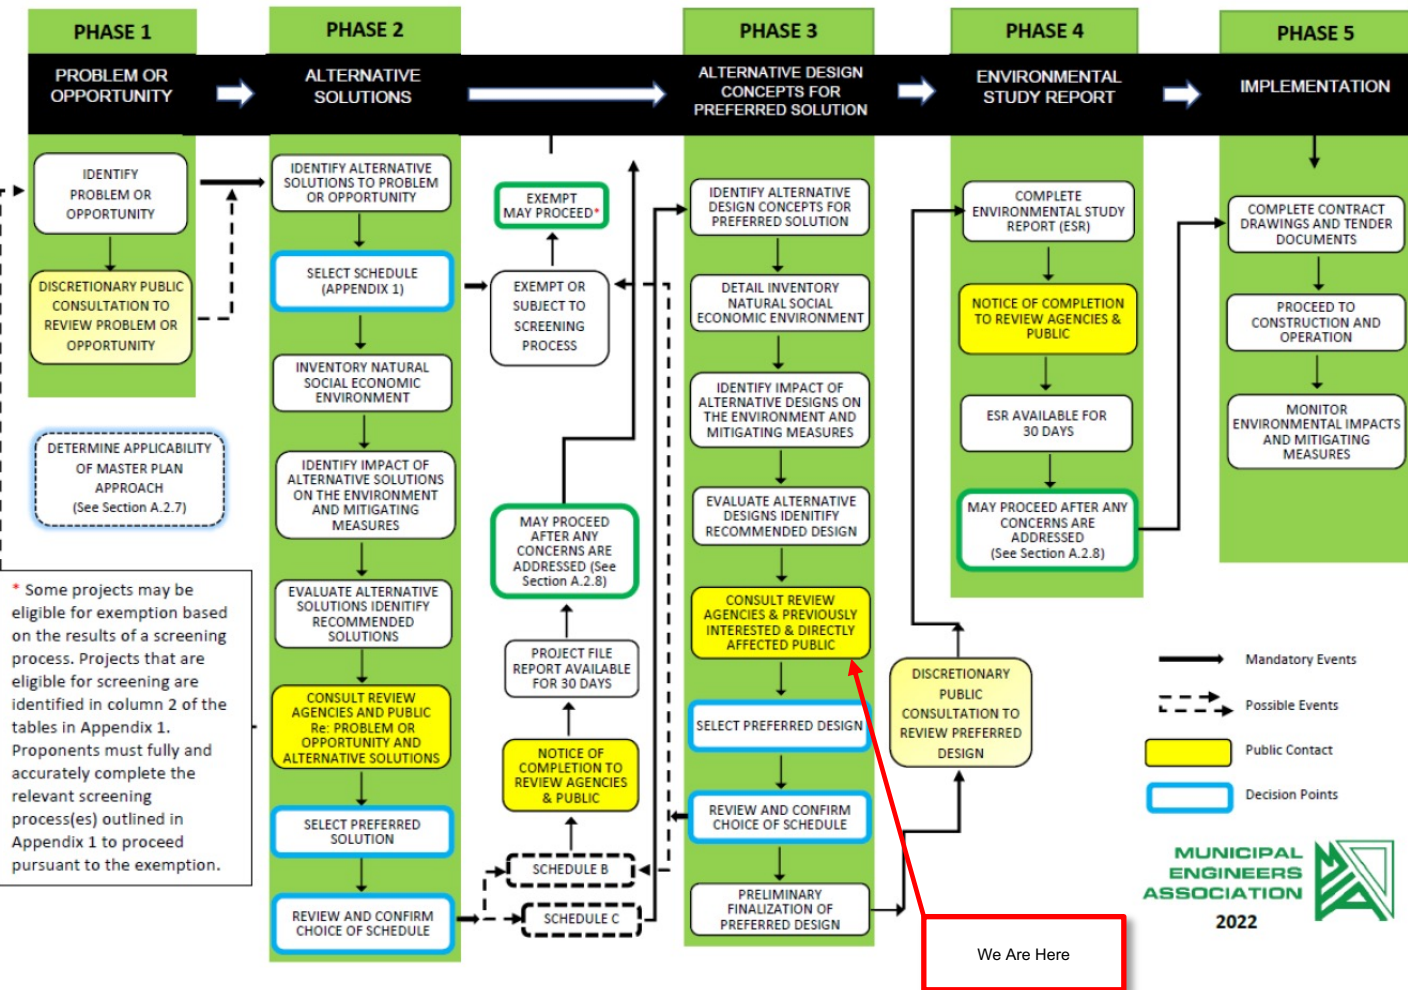 PHASE 1
PROBLEM OR
OPPORTUNITY
IDENTIFY
PROBLEM OR
OPPORTUNITY
DISCRETIONARY PUBLIC
CONSULTATION TO
REVIEW PROBLEM OR
OPPORTUNITY
DETERMINE APPLICABILITY
OF MASTER PLAN
APPROACH
(See Section A.2.7)
* Some projects may be
eligible for exemption based
on the results of a screening
process. Projects that are
eligible for screening are
identified in column 2 of the
tables in Appendix 1.
Proponents must fully and
accurately complete the
relevant screening
process(es) outlined in
Appendix 1 to proceed
pursuant to the exemption.
PHASE 2
ALTERNATIVE
SOLUTIONS
IDENTIFY ALTERNATIVE
SOLUTIONS TO PROBLEM
OR OPPORTUNITY
SELECT SCHEDULE
(APPENDIX 1)
INVENTORY NATURAL
SOCIAL ECONOMIC
ENVIRONMENT
IDENTIFY IMPACT OF
ALTERNATIVE SOLUTIONS
ON THE ENVIRONMENT
AND MITIGATING
MEASURES
EVALUATE ALTERNATIVE
SOLUTIONS IDENITIFY
RECOMMENDED
SOLUTIONS
CONSULT REVIEW
AGENCIES AND PUBLIC
Re: PROBLEM OR
OPPORTUNITY AND
ALTERNATIVE SOLUTIONS
SELECT PREFERRED
SOLUTION
REVIEW AND CONFIRM
CHOICE OF SCHEDULE
EXEMPT
MAY PROCEED*
EXEMPT OR
SUBJECT TO
SCREENING
PROCESS
MAY PROCEED
AFTER ANY
CONCERNS ARE
ADDRESSED (See
Section A.2.8)
PROJECT FILE
REPORT AVAILABLE
FOR 30 DAYS
NOTICE OF
COMPLETION TO
REVIEW AGENCIES
& PUBLIC
SCHEDULE B
SCHEDULE C
PHASE 3
ALTERNATIVE DESIGN
CONCEPTS FOR
PREFERRED SOLUTION
IDENTIFY ALTERNATIVE
DESIGN CONCEPTS FOR
PREFERRED SOLUTION
DETAIL INVENTORY
NATURAL SOCIAL
ECONOMIC ENVIRONMENT
IDENTIFY IMPACT OF
ALTERNATIVE DESIGNS ON
THE ENVIRONMENT AND
MITIGATING MEASURES
EVALUATE ALTERNATIVE
DESIGNS IDENTIFY
RECOMMENDED DESIGN
CONSULT REVIEW
AGENCIES & PREVIOUSLY
INTERESTED & DIRECTLY
AFFECTED PUBLIC
SELECT PREFERRED DESIGN
REVIEW AND CONFIRM
CHOICE OF SCHEDULE
PRELIMINARY
FINALIZATION OF
PREFERRED DESIGN
PHASE 4
ENVIRONMENTAL
STUDY REPORT
COMPLETE
ENVIRONMENTAL STUDY
REPORT (ESR)
NOTICE OF COMPLETION
TO REVIEW AGENCIES &
PUBLIC
ESR AVAILABLE FOR
30 DAYS
MAY PROCEED AFTER ANY
CONCERNS ARE
ADDRESSED
(See Section A.2.8)
DISCRETIONARY
PUBLIC
CONSULTATION TO
REVIEW PREFERRED
DESIGN
We Are Here
PHASE 5
IMPLEMENTATION
COMPLETE CONTRACT
DRAWINGS AND TENDER
DOCUMENTS
PROCEED TO
CONSTRUCTION AND
OPERATION
MONITOR
ENVIRONMENTAL IMPACTS
AND MITIGATING
MEASURES
Mandatory Events
Possible Events
Public Contact
Decision Points
MUNICIPAL
ENGINEERS
ASSOCIATION
2022